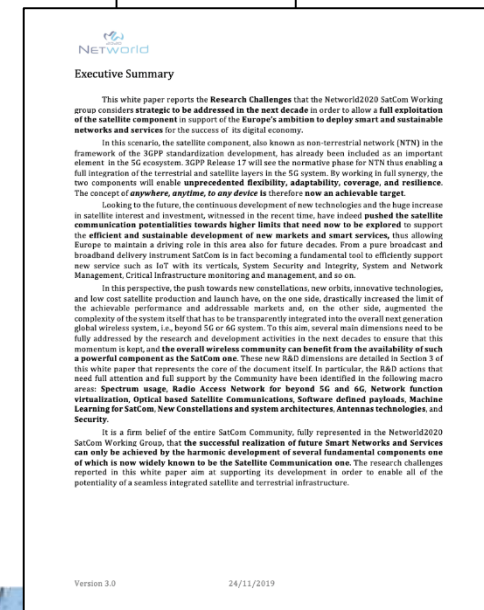 NETworld
Executive Summary
This white paper reports the Research Challenges that the Networld2020 SatCom Working
group considers strategic to be addressed in the next decade in order to allow a full exploitation
of the satellite component in support of the Europe's ambition to deploy smart and sustainable
networks and services for the success of its digital economy.
In this scenario, the satellite component, also known as non-terrestrial network (NTN) in the
framework of the 3GPP standardization development, has already been included as an important
element in the 5G ecosystem. 3GPP Release 17 will see the normative phase for NTN thus enabling a
full integration of the terrestrial and satellite layers in the 5G system. By working in full synergy, the
two components will enable unprecedented flexibility, adaptability, coverage, and resilience.
The concept of anywhere, anytime, to any device is therefore now an achievable target.
Looking to the future, the continuous development of new technologies and the huge increase
in satellite interest and investment, witnessed in the recent time, have indeed pushed the satellite
communication potentialities towards higher limits that need now to be explored to support
the efficient and sustainable development of new markets and smart services, thus allowing
Europe to maintain a driving role in this area also for future decades. From a pure broadcast and
broadband delivery instrument SatCom is in fact becoming a fundamental tool to efficiently support
new service such as IoT with its verticals, System Security and Integrity, System and Network
Management, Critical Infrastructure monitoring and management, and so on.
In this perspective, the push towards new constellations, new orbits, innovative technologies,
and low cost satellite production and launch have, on the one side, drastically increased the limit of
the achievable performance and addressable markets and, on the other side, augmented the
complexity of the system itself that has to be transparently integrated into the overall next generation
global wireless system, i.e., beyond 5G or 6G system. To this aim, several main dimensions need to be
fully addressed by the research and development activities in the next decades to ensure that this
momentum is kept, and the overall wireless community can benefit from the availability of such
a powerful component as the SatCom one. These new R&D dimensions are detailed in Section 3 of
this white paper that represents the core of the document itself. In particular, the R&D actions that
need full attention and full support by the Community have been identified in the following macro
areas: Spectrum usage, Radio Access Network for beyond 5G and 6G, Network function
virtualization, Optical based Satellite Communications, Software defined payloads, Machine
Learning for SatCom, New Constellations and system architectures, Antennas technologies, and
Security.
It is a firm belief of the entire SatCom Community, fully represented in the Networld2020
SatCom Working Group, that the successful realization of future Smart Networks and Services
can only be achieved by the harmonic development of several fundamental components one
of which is now widely known to be the Satellite Communication one. The research challenges
reported in this white paper aim at supporting its development in order to enable all of the
potentiality of a seamless integrated satellite and terrestrial infrastructure.
Version 3.0 24/11/2019